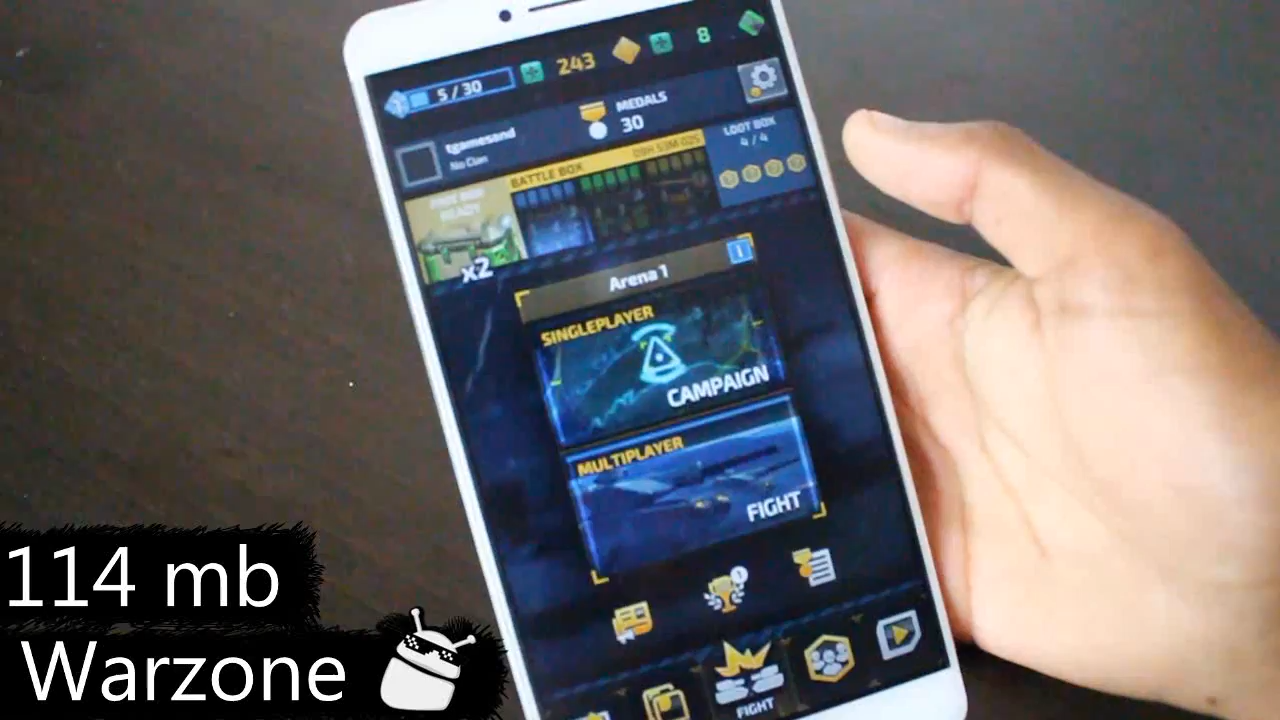 5 / 30
243
8
MEDALS
30
tgamesand
No Clan
BATTLE BOX
LOOT BOX
4 / 4
x2
Arena 1
SINGLEPLAYER
CAMPAIGN
MULTIPLAYER
FIGHT
1
FIGHT
114 mb
Warzone